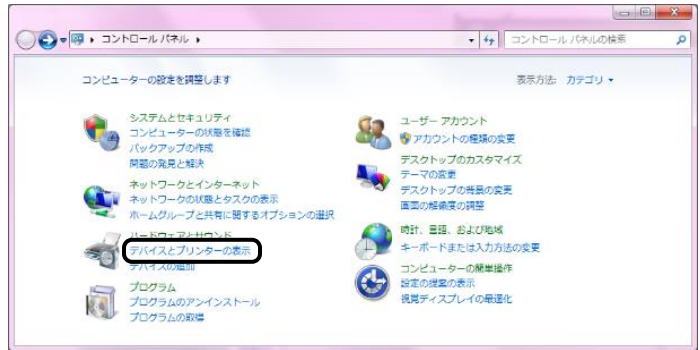 コントロール パネル
コントロール パネルの検索
コンピューターの設定を調整します
表示方法: カテゴリ
システムとセキュリティ
コンピューターの状態を確認
バックアップの作成
問題の発見と解決
ネットワークとインターネット
ネットワークの状態とタスクの表示
ホームグループと共有に関するオプションの選択
ハードウェアとサウンド
デバイスとプリンターの表示
デバイスの追加
プログラム
プログラムのアンインストール
プログラムの取得
ユーザー アカウント
アカウントの種類の変更
デスクトップのカスタマイズ
テーマの変更
デスクトップの背景の変更
画面の解像度の調整
時計、言語、および地域
キーボードまたは入力方法の変更
コンピューターの簡単操作
設定の提案の表示
視覚ディスプレイの最適化